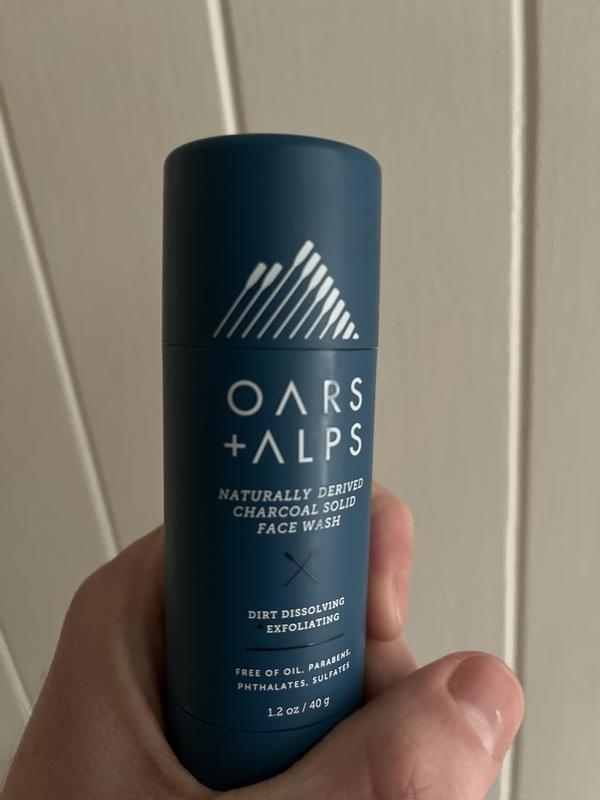 OARS
+ALPS
NATURALLY DERIVED
CHARCOAL SOLID
FACE WASH
DIRT DISSOLVING
EXFOLIATING
FREE OF OIL, PARABENS,
PHTHALATES, SULFATES
1.2 oz / 40 g